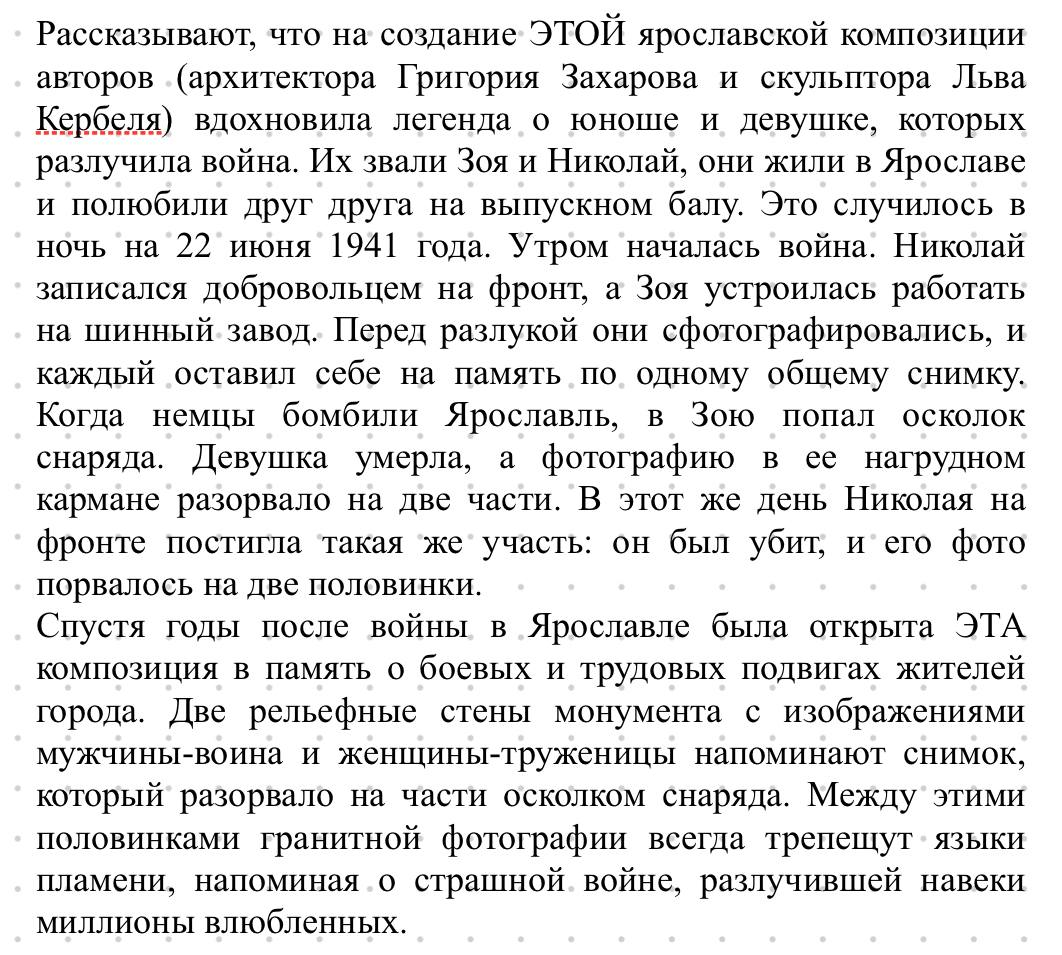 Рассказывают, что на создание ЭТОЙ ярославской композиции
авторов (архитектора Григория Захарова и скульптора Льва
Кербеля) вдохновила легенда о юноше и девушке, которых
разлучила война. Их звали Зоя и Николай, они жили в Ярославе
и полюбили друг друга на выпускном балу. Это случилось в
ночь на 22 июня 1941 года. Утром началась война. Николай
записался добровольцем на фронт, а Зоя устроилась работать
на шинный завод. Перед разлукой они сфотографировались, и
каждый оставил себе на память по одному общему снимку.
Когда немцы бомбили Ярославль, в Зою попал осколок
снаряда. Девушка умерла, а фотографию в ее нагрудном
кармане разорвало на две части. В этот же день Николая на
фронте постигла такая же участь: он был убит, и его фото
порвалось на две половинки.
Спустя годы после войны в Ярославле была открыта ЭТА
композиция в память о боевых и трудовых подвигах жителей
города. Две рельефные стены монумента с изображениями
мужчины-воина и женщины-труженицы напоминают снимок,
который разорвало на части осколком снаряда. Между этими
половинками гранитной фотографии всегда трепещут языки
пламени, напоминая о страшной войне, разлучившей навеки
миллионы влюбленных.